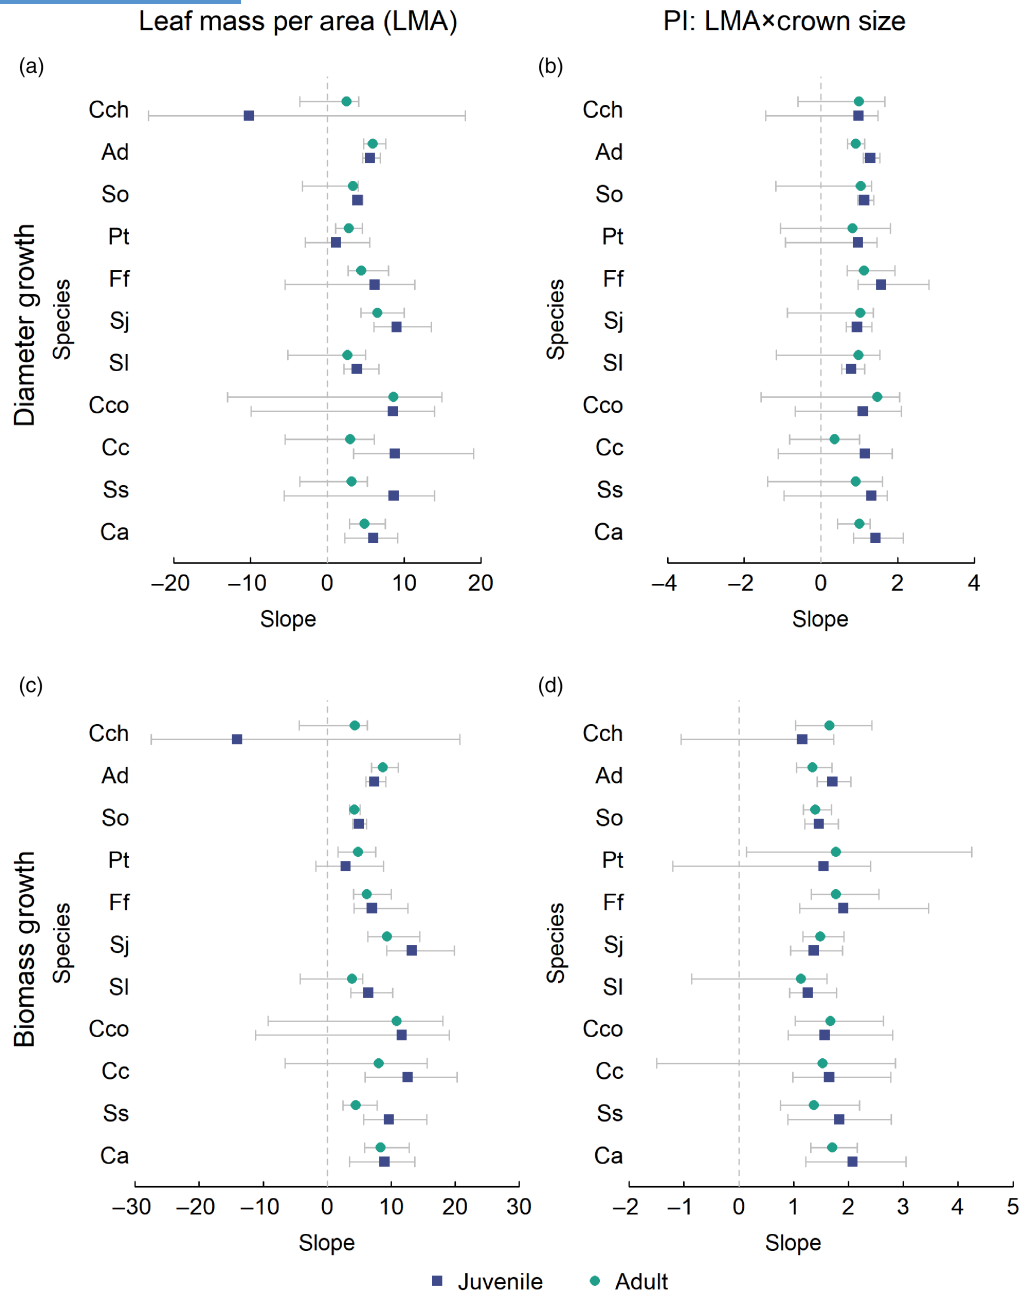 Leaf mass per area (LMA) PI: LMA×crown size
(a) (b)
Diameter growth
Species
Cch
Ad
So
Pt
Ff
Sj
Sl
Cco
Cc
Ss
Ca
–20 –10 0 10 20
Slope
Species
Cch
Ad
So
Pt
Ff
Sj
Sl
Cco
Cc
Ss
Ca
–4 –2 0 2 4
Slope
(c) (d)
Biomass growth
Species
Cch
Ad
So
Pt
Ff
Sj
Sl
Cco
Cc
Ss
Ca
–30 –20 –10 0 10 20 30
Slope
Species
Cch
Ad
So
Pt
Ff
Sj
Sl
Cco
Cc
Ss
Ca
–2 –1 0 1 2 3 4 5
Slope
Juvenile Adult